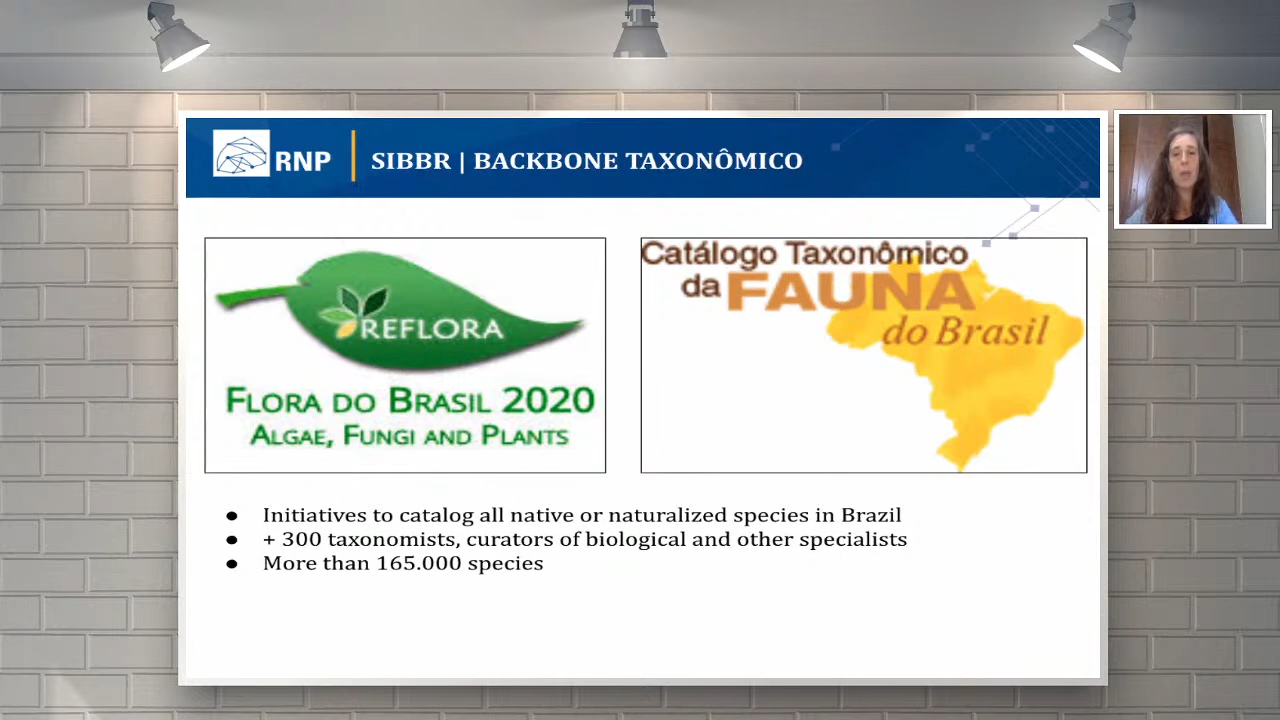 RNP
SIBBR | BACKBONE TAXONÔMICO
REFLORA
FLORA DO BRASIL 2020
ALGAE, FUNGI AND PLANTS
Catálogo Taxonômico
da FAUNA
do Brasil
● Initiatives to catalog all native or naturalized species in Brazil
● + 300 taxonomists, curators of biological and other specialists
● More than 165.000 species